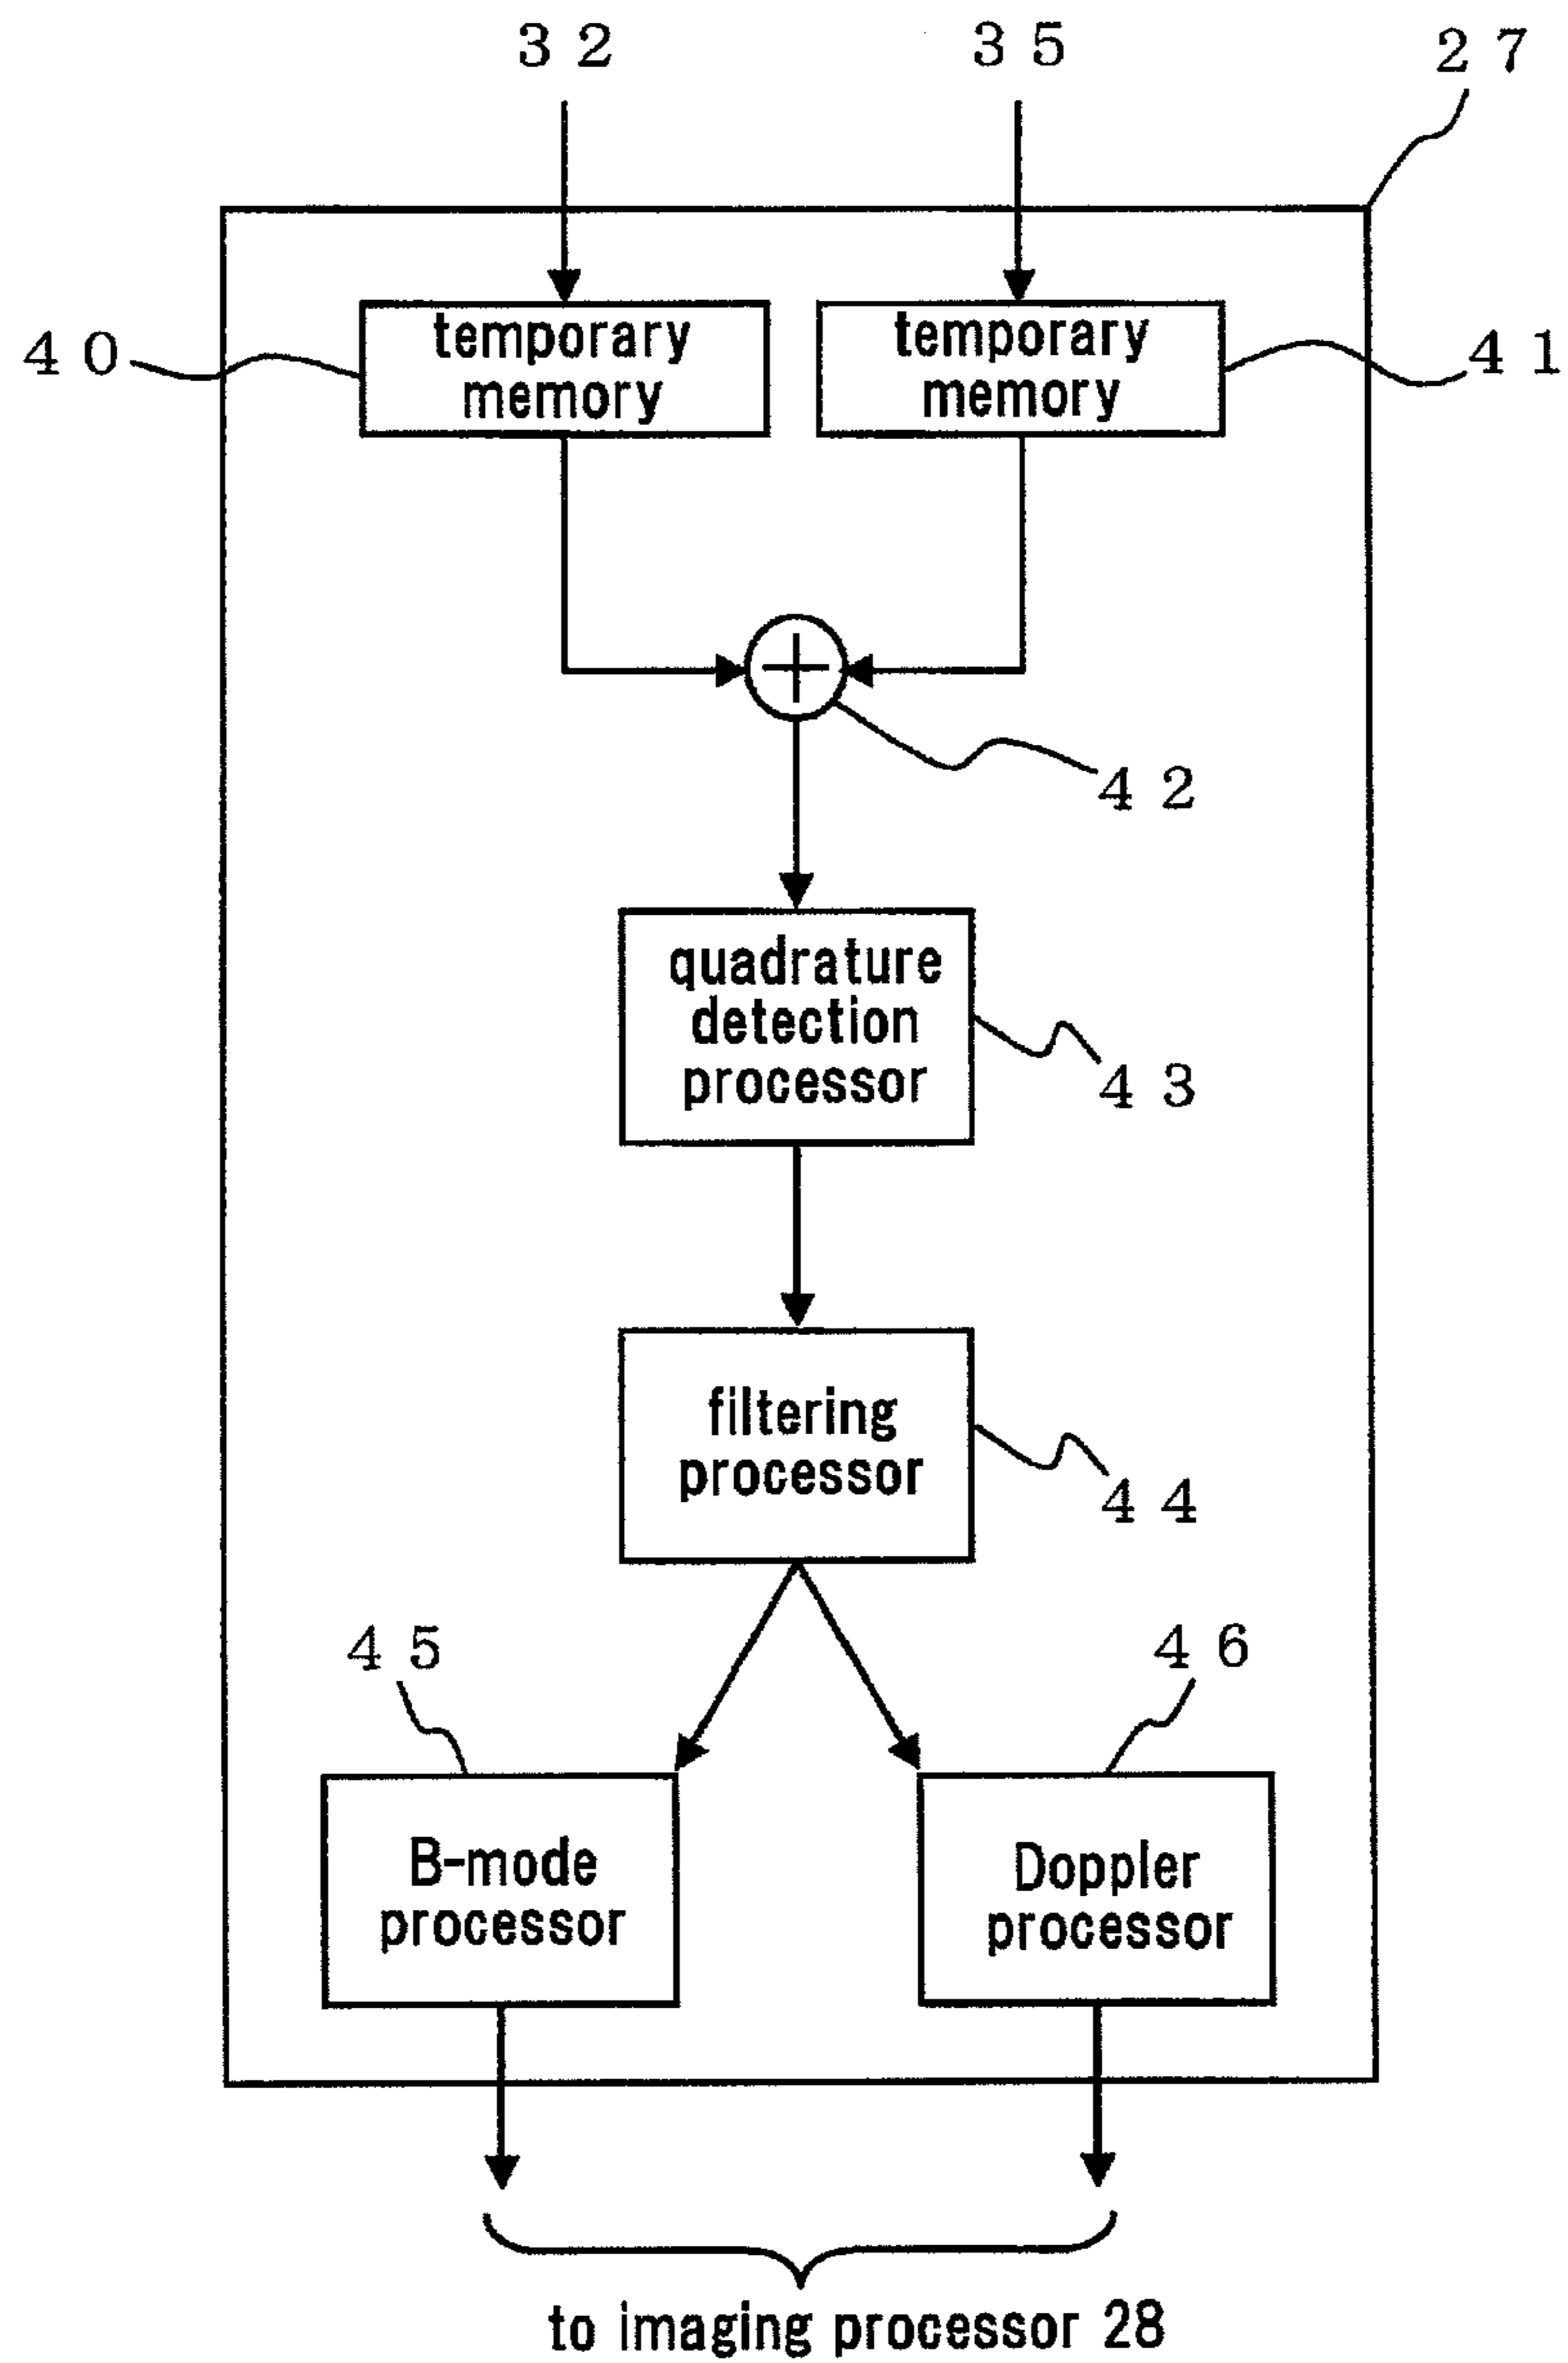 32
35
27
temporary
memory
temporary
memory
40
41
42
quadrature
detection
processor
43
filtering
processor
44
45
46
B-mode
processor
Doppler
processor
to imaging processor 28